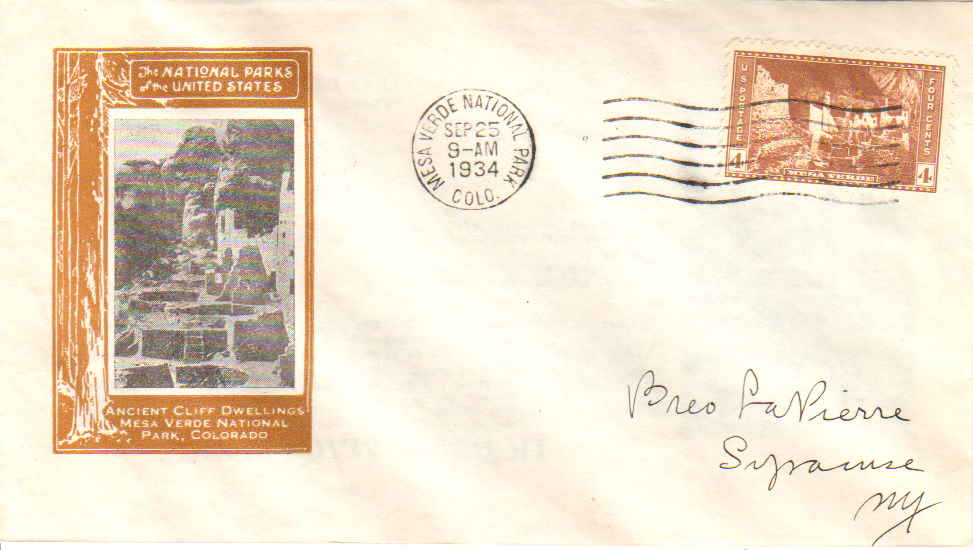 The NATIONAL PARKS
of the UNITED STATES
ANCIENT CLIFF DWELLINGS
MESA VERDE NATIONAL
PARK, COLORADO
MESA VERDE NATIONAL PARK
SEP 25
9-AM
1934
COLO.
U S POSTAGE
FOUR CENTS
4 MESA VERDE 4
Breo LaPierre
Syracuse
NY